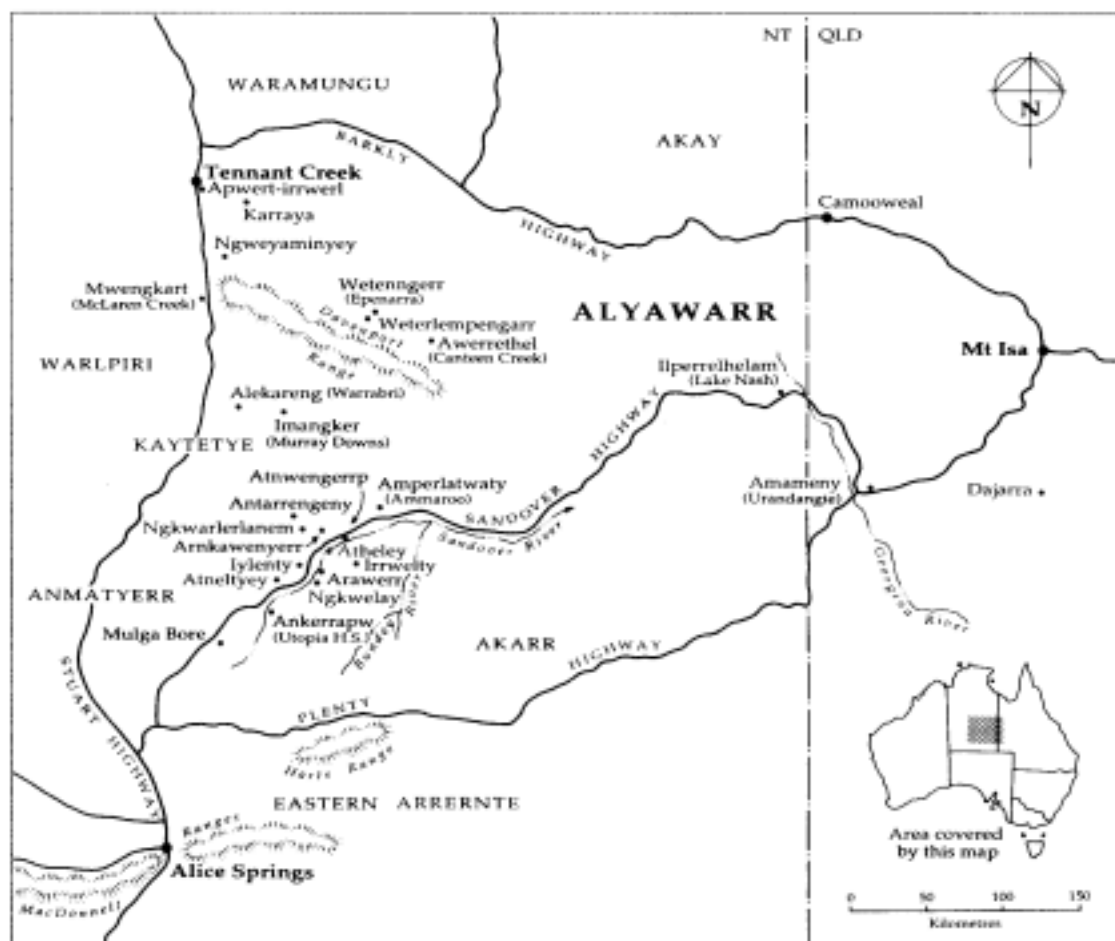 NT QLD
WARAMUNGU
BARKLY
AKAY
N
Tennant Creek
Apwert-irrwerl
Karraya
Camooweal
HIGHWAY
Ngweyaminyey
Mwengkart
(McLaren Creek)
Wetenngerr
(Epenarra)
Weterlempengarr
ALYAWARR
Davenport
Range
Awerrethel
(Canteen Creek)
Mt Isa
WARLPIRI
Ilperrelhelam
(Lake Nash)
Alekareng (Warrabri)
Imangker
(Murray Downs)
KAYTETYE
HIGHWAY
Atnwengerrp
Amperlatwaty
(Ammaroo)
Amameny
(Urandangie)
Dajarra
Antarrengeny
SANDOVER
Ngkwarlerlanem
Sandover River
Arnkawenyerr
Atheley
Iylenty
Irrwelty
Atneltyey
Arawerr
Georgina River
ANMATYERR
Ngkwelay
Ankerrapw
(Utopia H.S.)
Bundey River
Mulga Bore
AKARR
HIGHWAY
STUART
PLENTY
HIGHWAY
Harts Range
EASTERN ARRERNTE
Ranges
Area covered
by this map
Alice Springs
MacDonnell
0 50 100 150
Kilometres